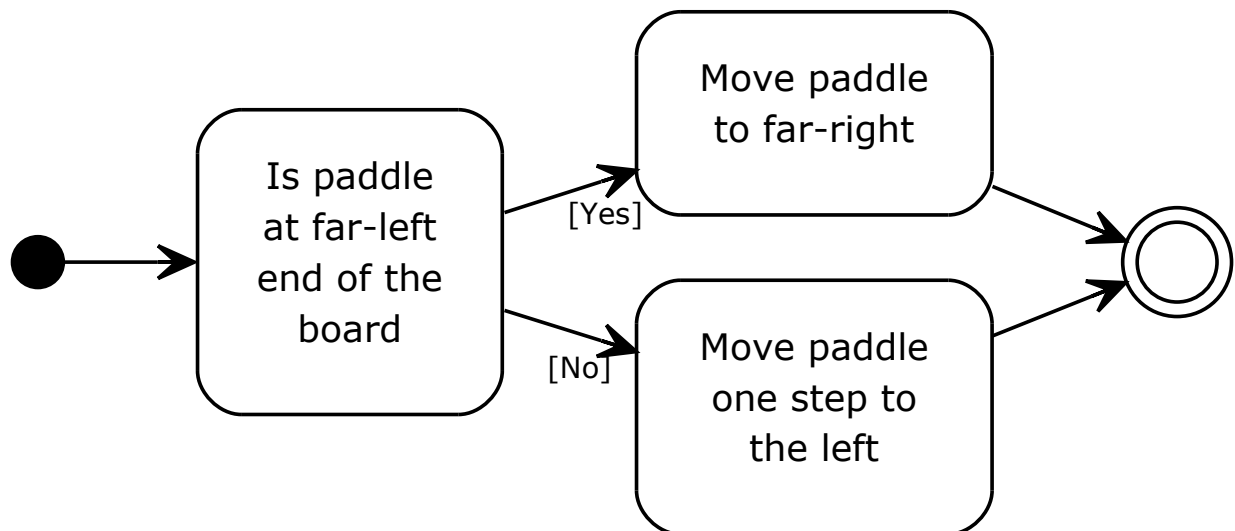 Is paddle
at far-left
end of the
board
[Yes]
Move paddle
to far-right
[No]
Move paddle
one step to
the left